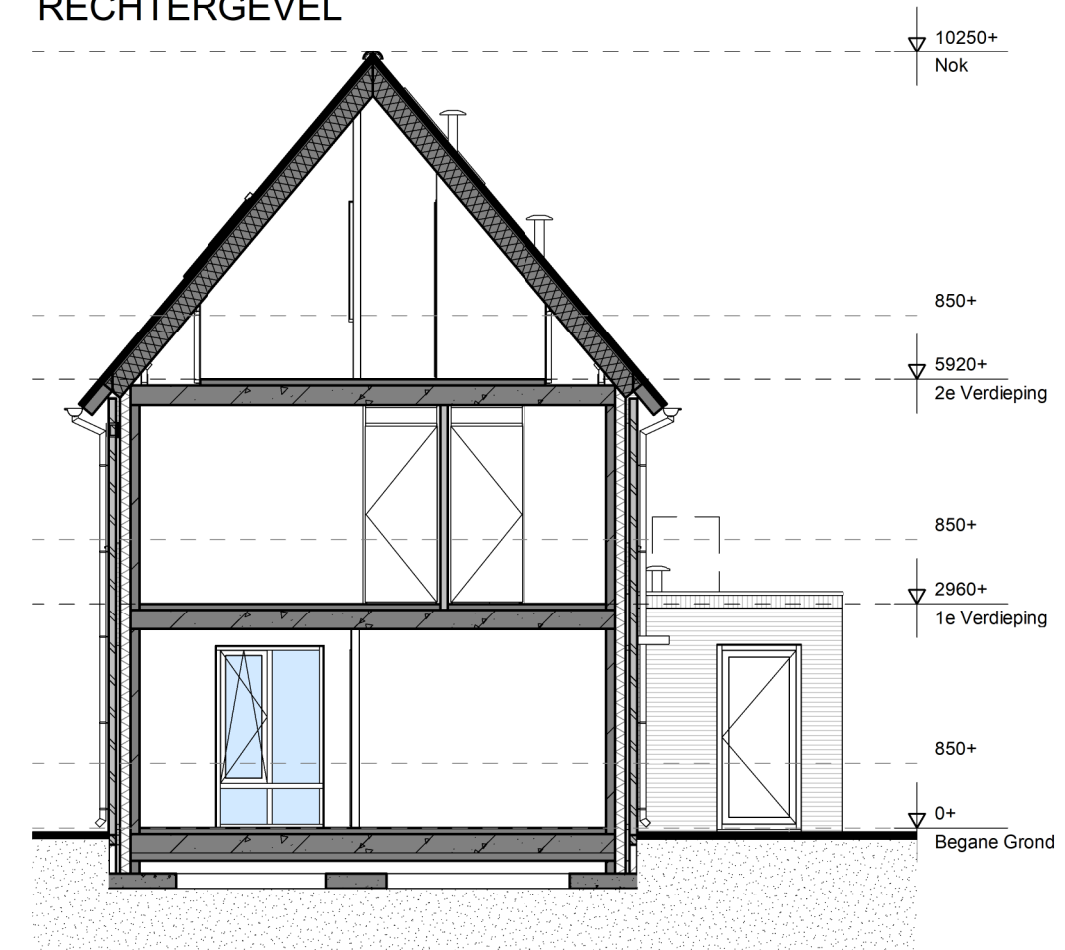 RECHTERGEVEL
10250+
Nok
850+
5920+
2e Verdieping
850+
2960+
1e Verdieping
850+
0+
Begane Grond